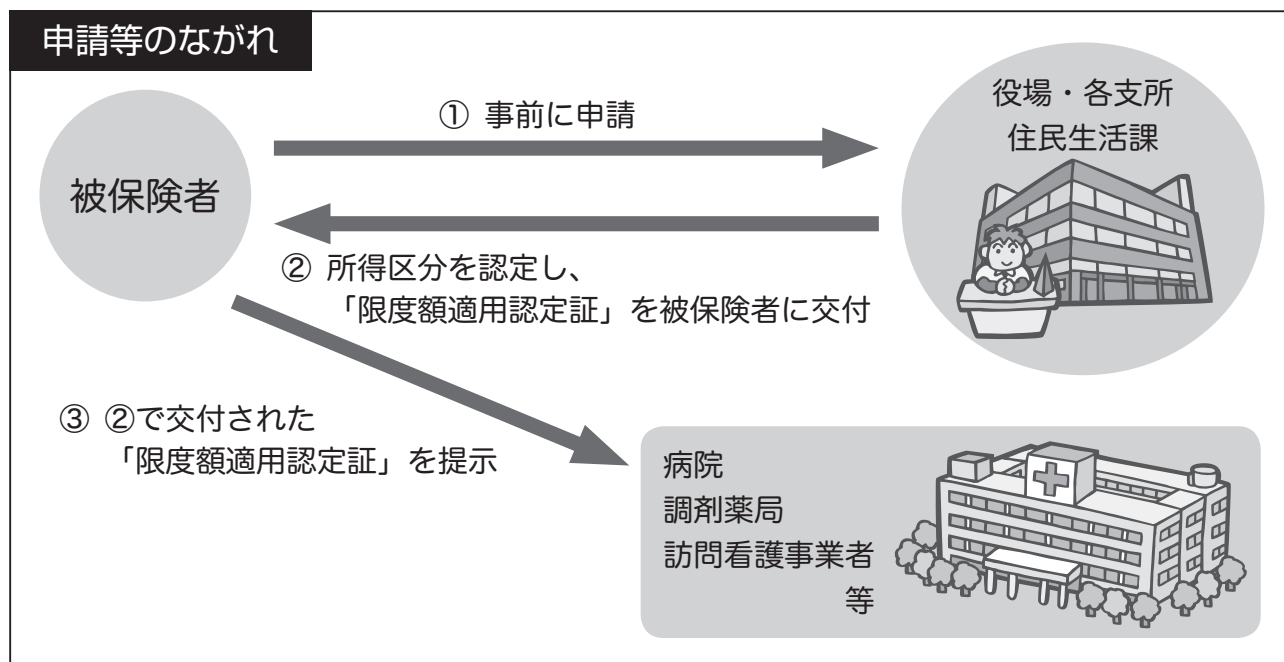 申請等のながれ
被保険者
① 事前に申請
役場・各支所
住民生活課
② 所得区分を認定し、
「限度額適用認定証」を被保険者に交付
③ ②で交付された
「限度額適用認定証」を提示
病院
調剤薬局
訪問看護事業者
等